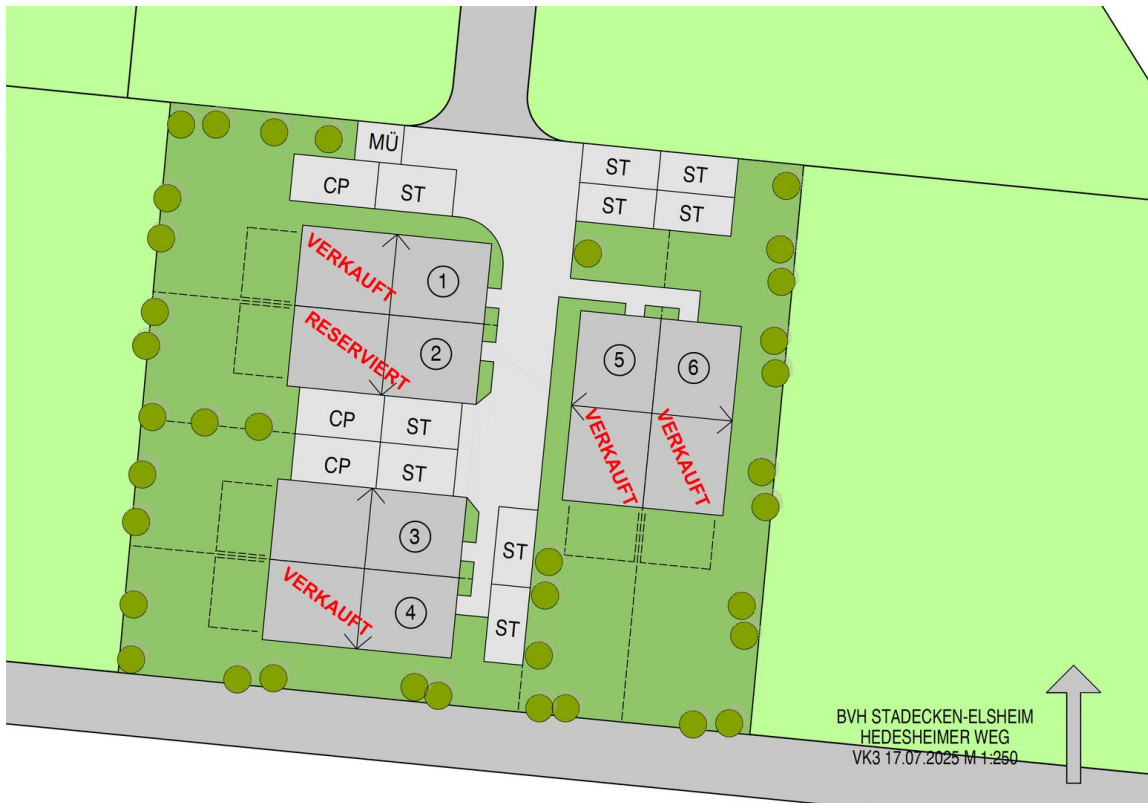 MÜ
CP
ST
ST
ST
ST
ST
VERKAUFT
1
RESERVIERT
2
5
6
VERKAUFT
VERKAUFT
CP
ST
CP
ST
3
ST
VERKAUFT
4
ST
BVH STADECKEN-ELSHEIM
HEDESHEIMER WEG
VK3 17.07.2025 M 1:250